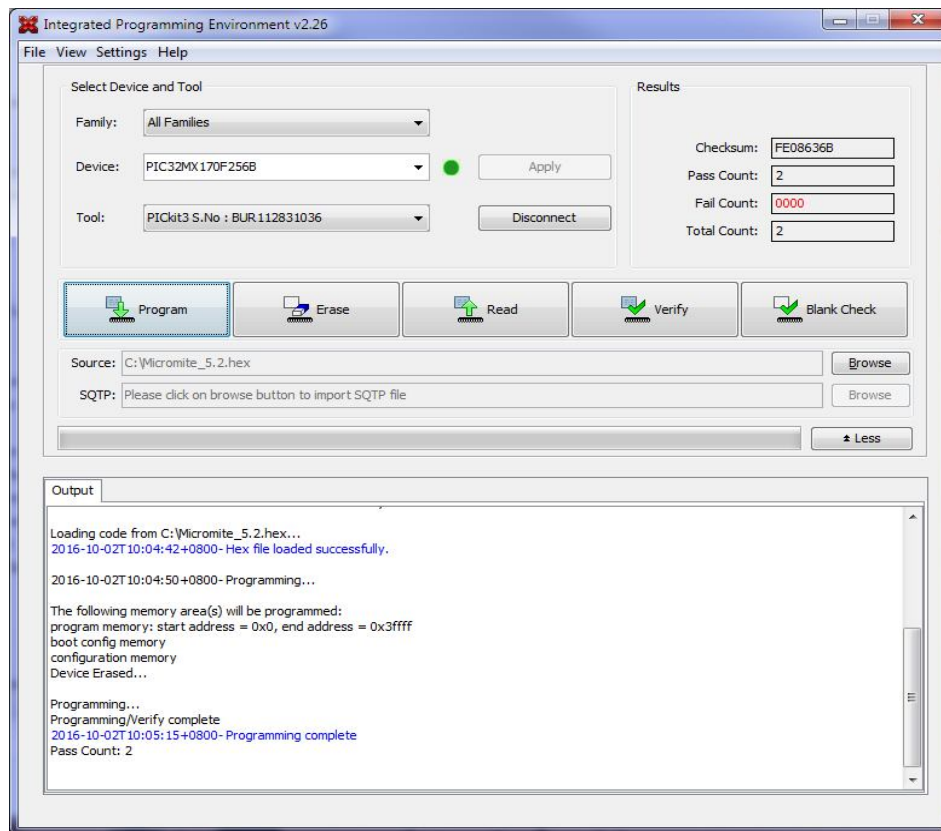 Integrated Programming Environment v2.26
File View Settings Help
Select Device and Tool
Family: All Families
Device: PIC32MX170F256B Apply
Tool: PICkit3 S.No : BUR112831036 Disconnect
Results
Checksum: FE08636B
Pass Count: 2
Fail Count: 0000
Total Count: 2
Program Erase Read Verify Blank Check
Source: C:\Micromite_5.2.hex Browse
SQTP: Please click on browse button to import SQTP file Browse
Less
Output
Loading code from C:\Micromite_5.2.hex...
2016-10-02T10:04:42+0800- Hex file loaded successfully.
2016-10-02T10:04:50+0800- Programming...
The following memory area(s) will be programmed:
program memory: start address = 0x0, end address = 0x3ffff
boot config memory
configuration memory
Device Erased...
Programming...
Programming/Verify complete
2016-10-02T10:05:15+0800- Programming complete
Pass Count: 2